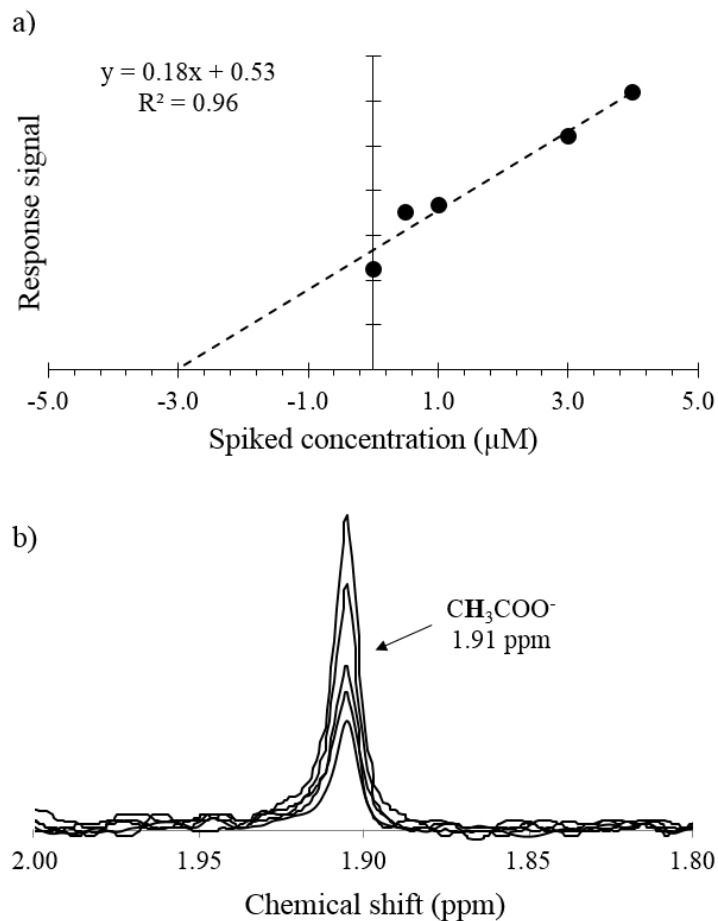 a)
y = 0.18x + 0.53
R² = 0.96
Response signal
-5.0 -3.0 -1.0 1.0 3.0 5.0
Spiked concentration (μM)
b)
CH₃COO⁻
1.91 ppm
2.00 1.95 1.90 1.85 1.80
Chemical shift (ppm)